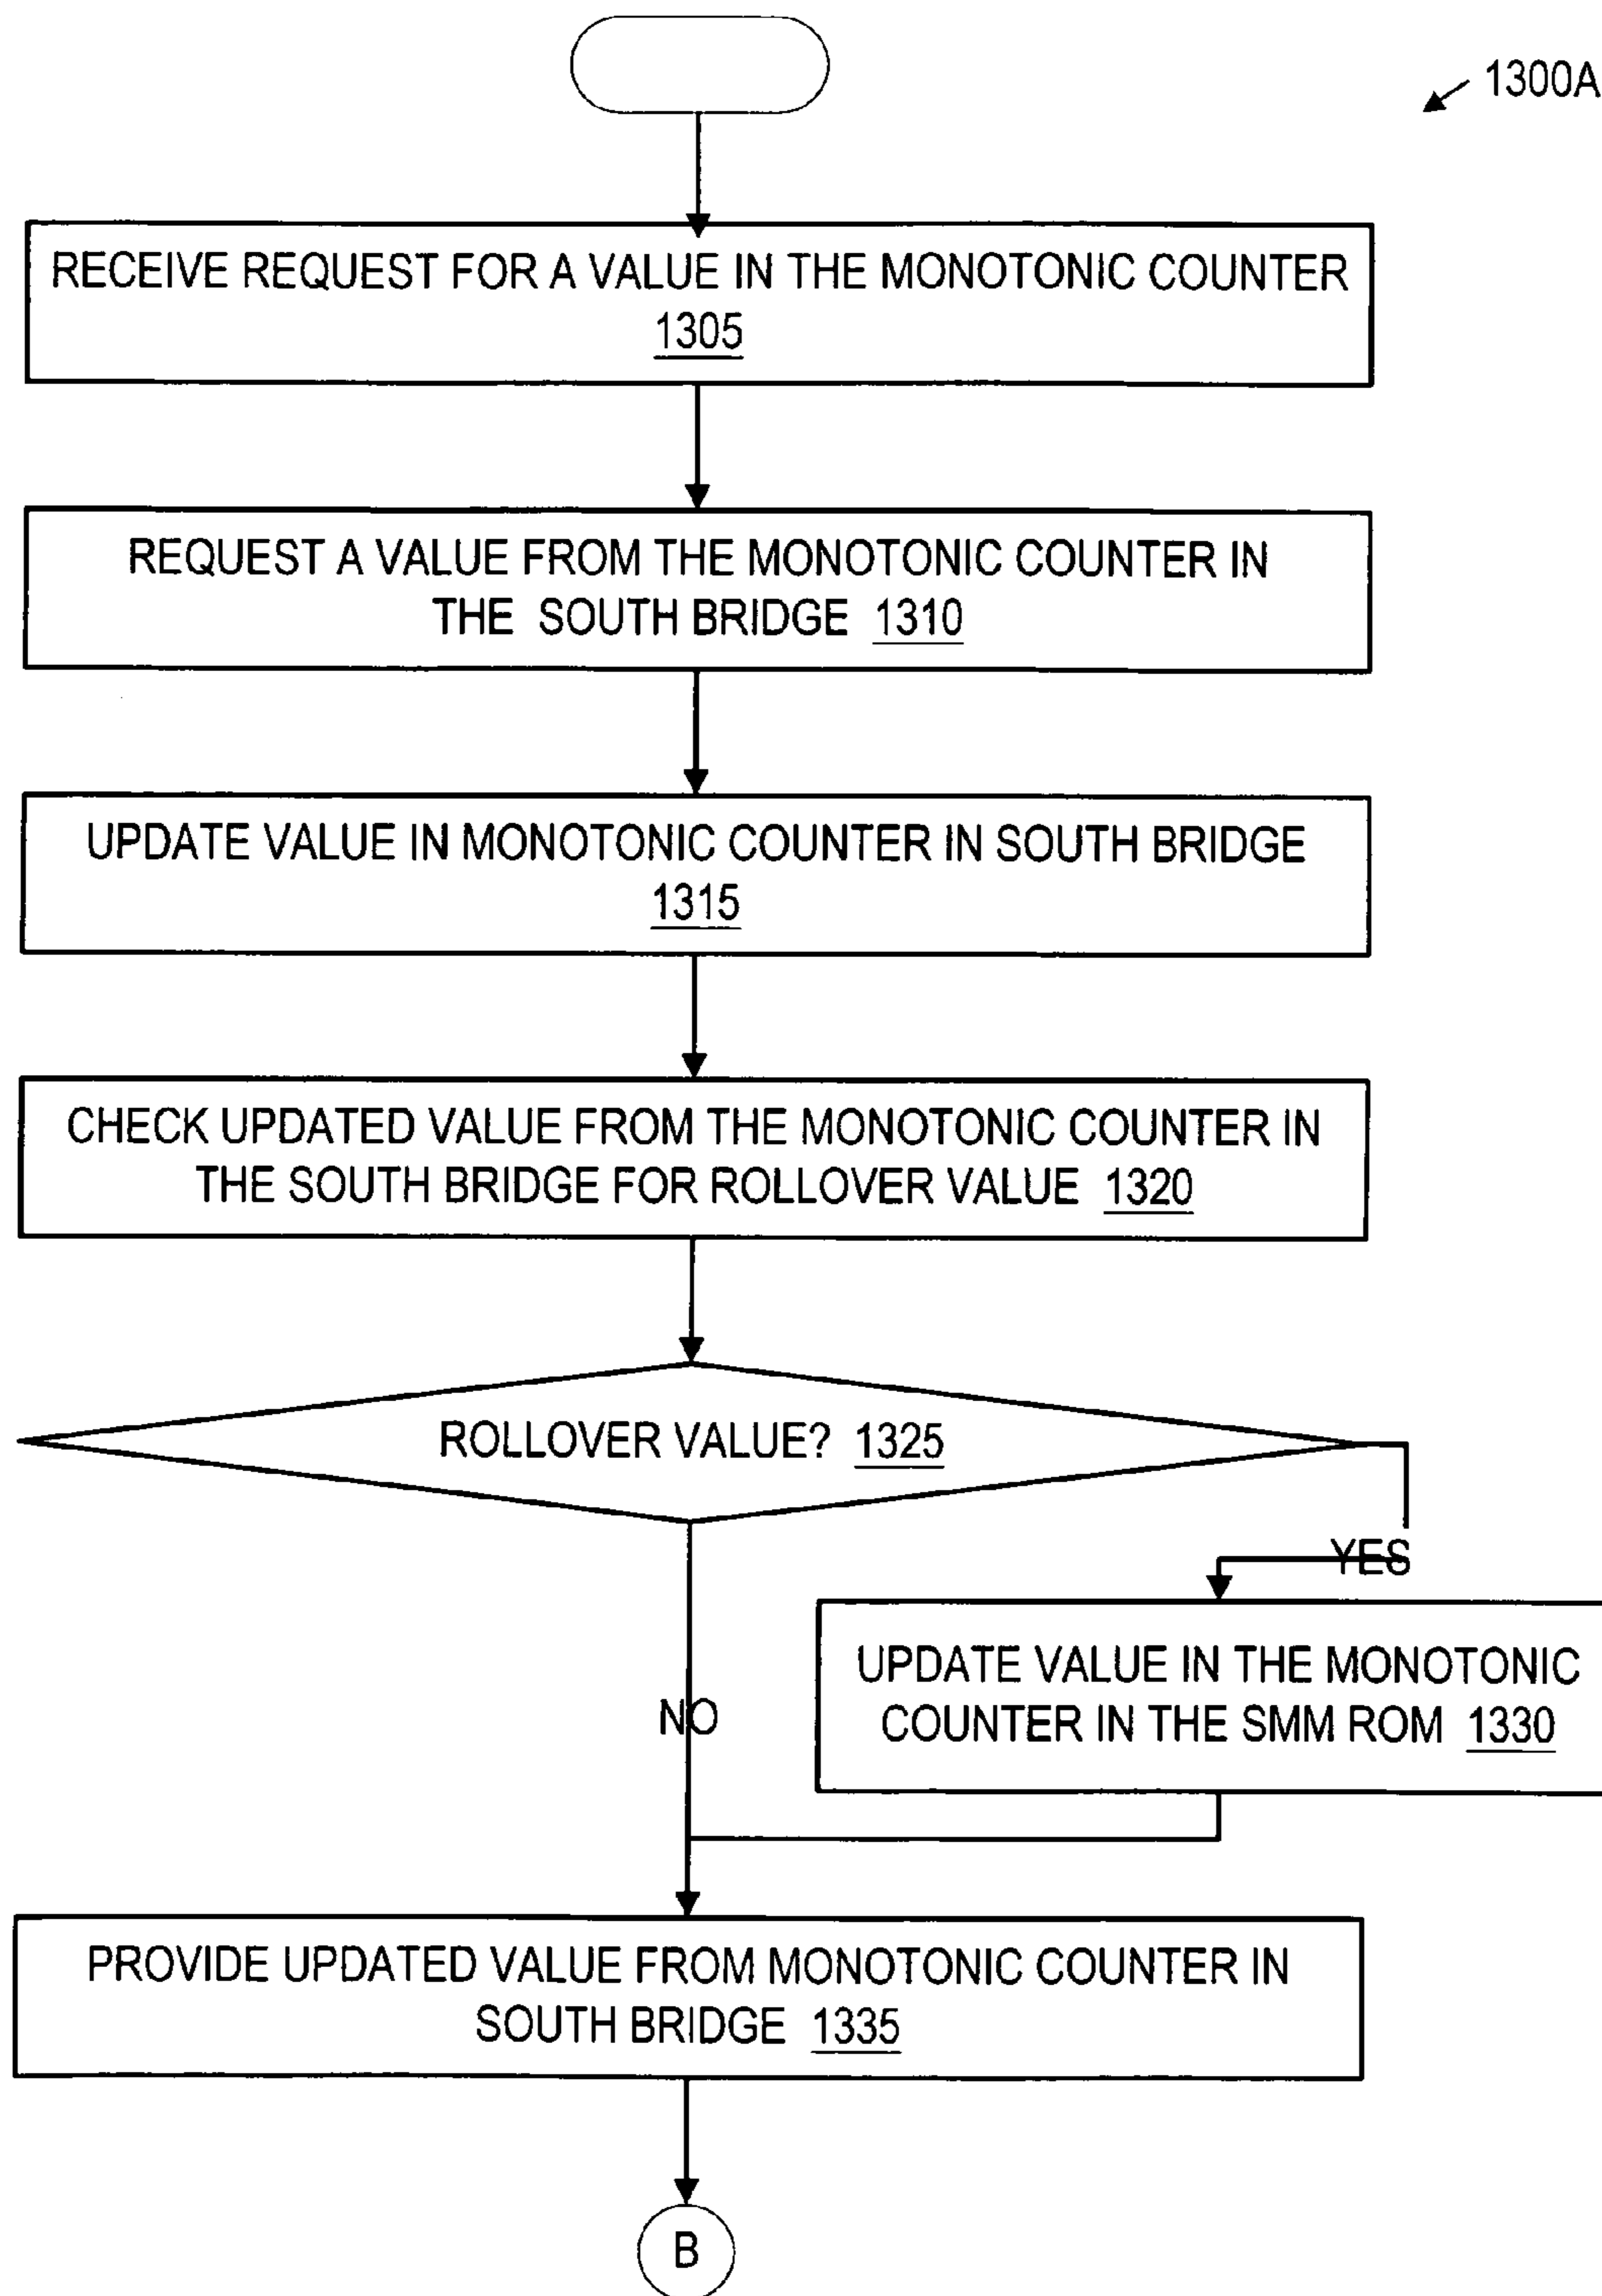 1300A
RECEIVE REQUEST FOR A VALUE IN THE MONOTONIC COUNTER
1305
REQUEST A VALUE FROM THE MONOTONIC COUNTER IN
THE SOUTH BRIDGE 1310
UPDATE VALUE IN MONOTONIC COUNTER IN SOUTH BRIDGE
1315
CHECK UPDATED VALUE FROM THE MONOTONIC COUNTER IN
THE SOUTH BRIDGE FOR ROLLOVER VALUE 1320
ROLLOVER VALUE? 1325
YES
UPDATE VALUE IN THE MONOTONIC
COUNTER IN THE SMM ROM 1330
NO
PROVIDE UPDATED VALUE FROM MONOTONIC COUNTER IN
SOUTH BRIDGE 1335
B